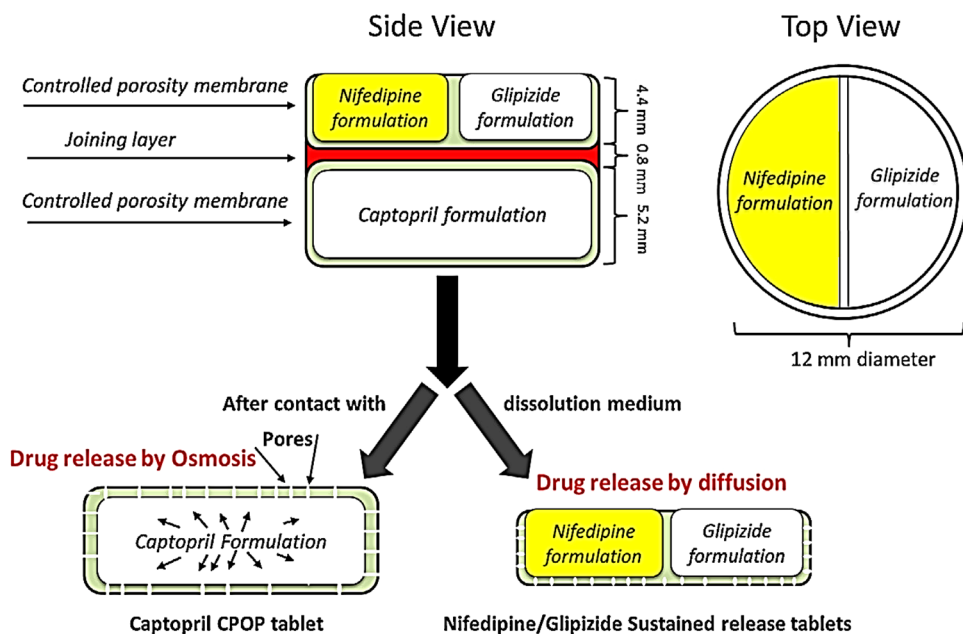 Side View
Top View
Controlled porosity membrane
Joining layer
Controlled porosity membrane
Nifedipine
formulation
Glipizide
formulation
Captopril formulation
4.4 mm
0.8 mm
5.2 mm
Nifedipine
formulation
Glipizide
formulation
12 mm diameter
After contact with
dissolution medium
Pores
Drug release by Osmosis
Captopril Formulation
Captopril CPOP tablet
Drug release by diffusion
Nifedipine
formulation
Glipizide
formulation
Nifedipine/Glipizide Sustained release tablets